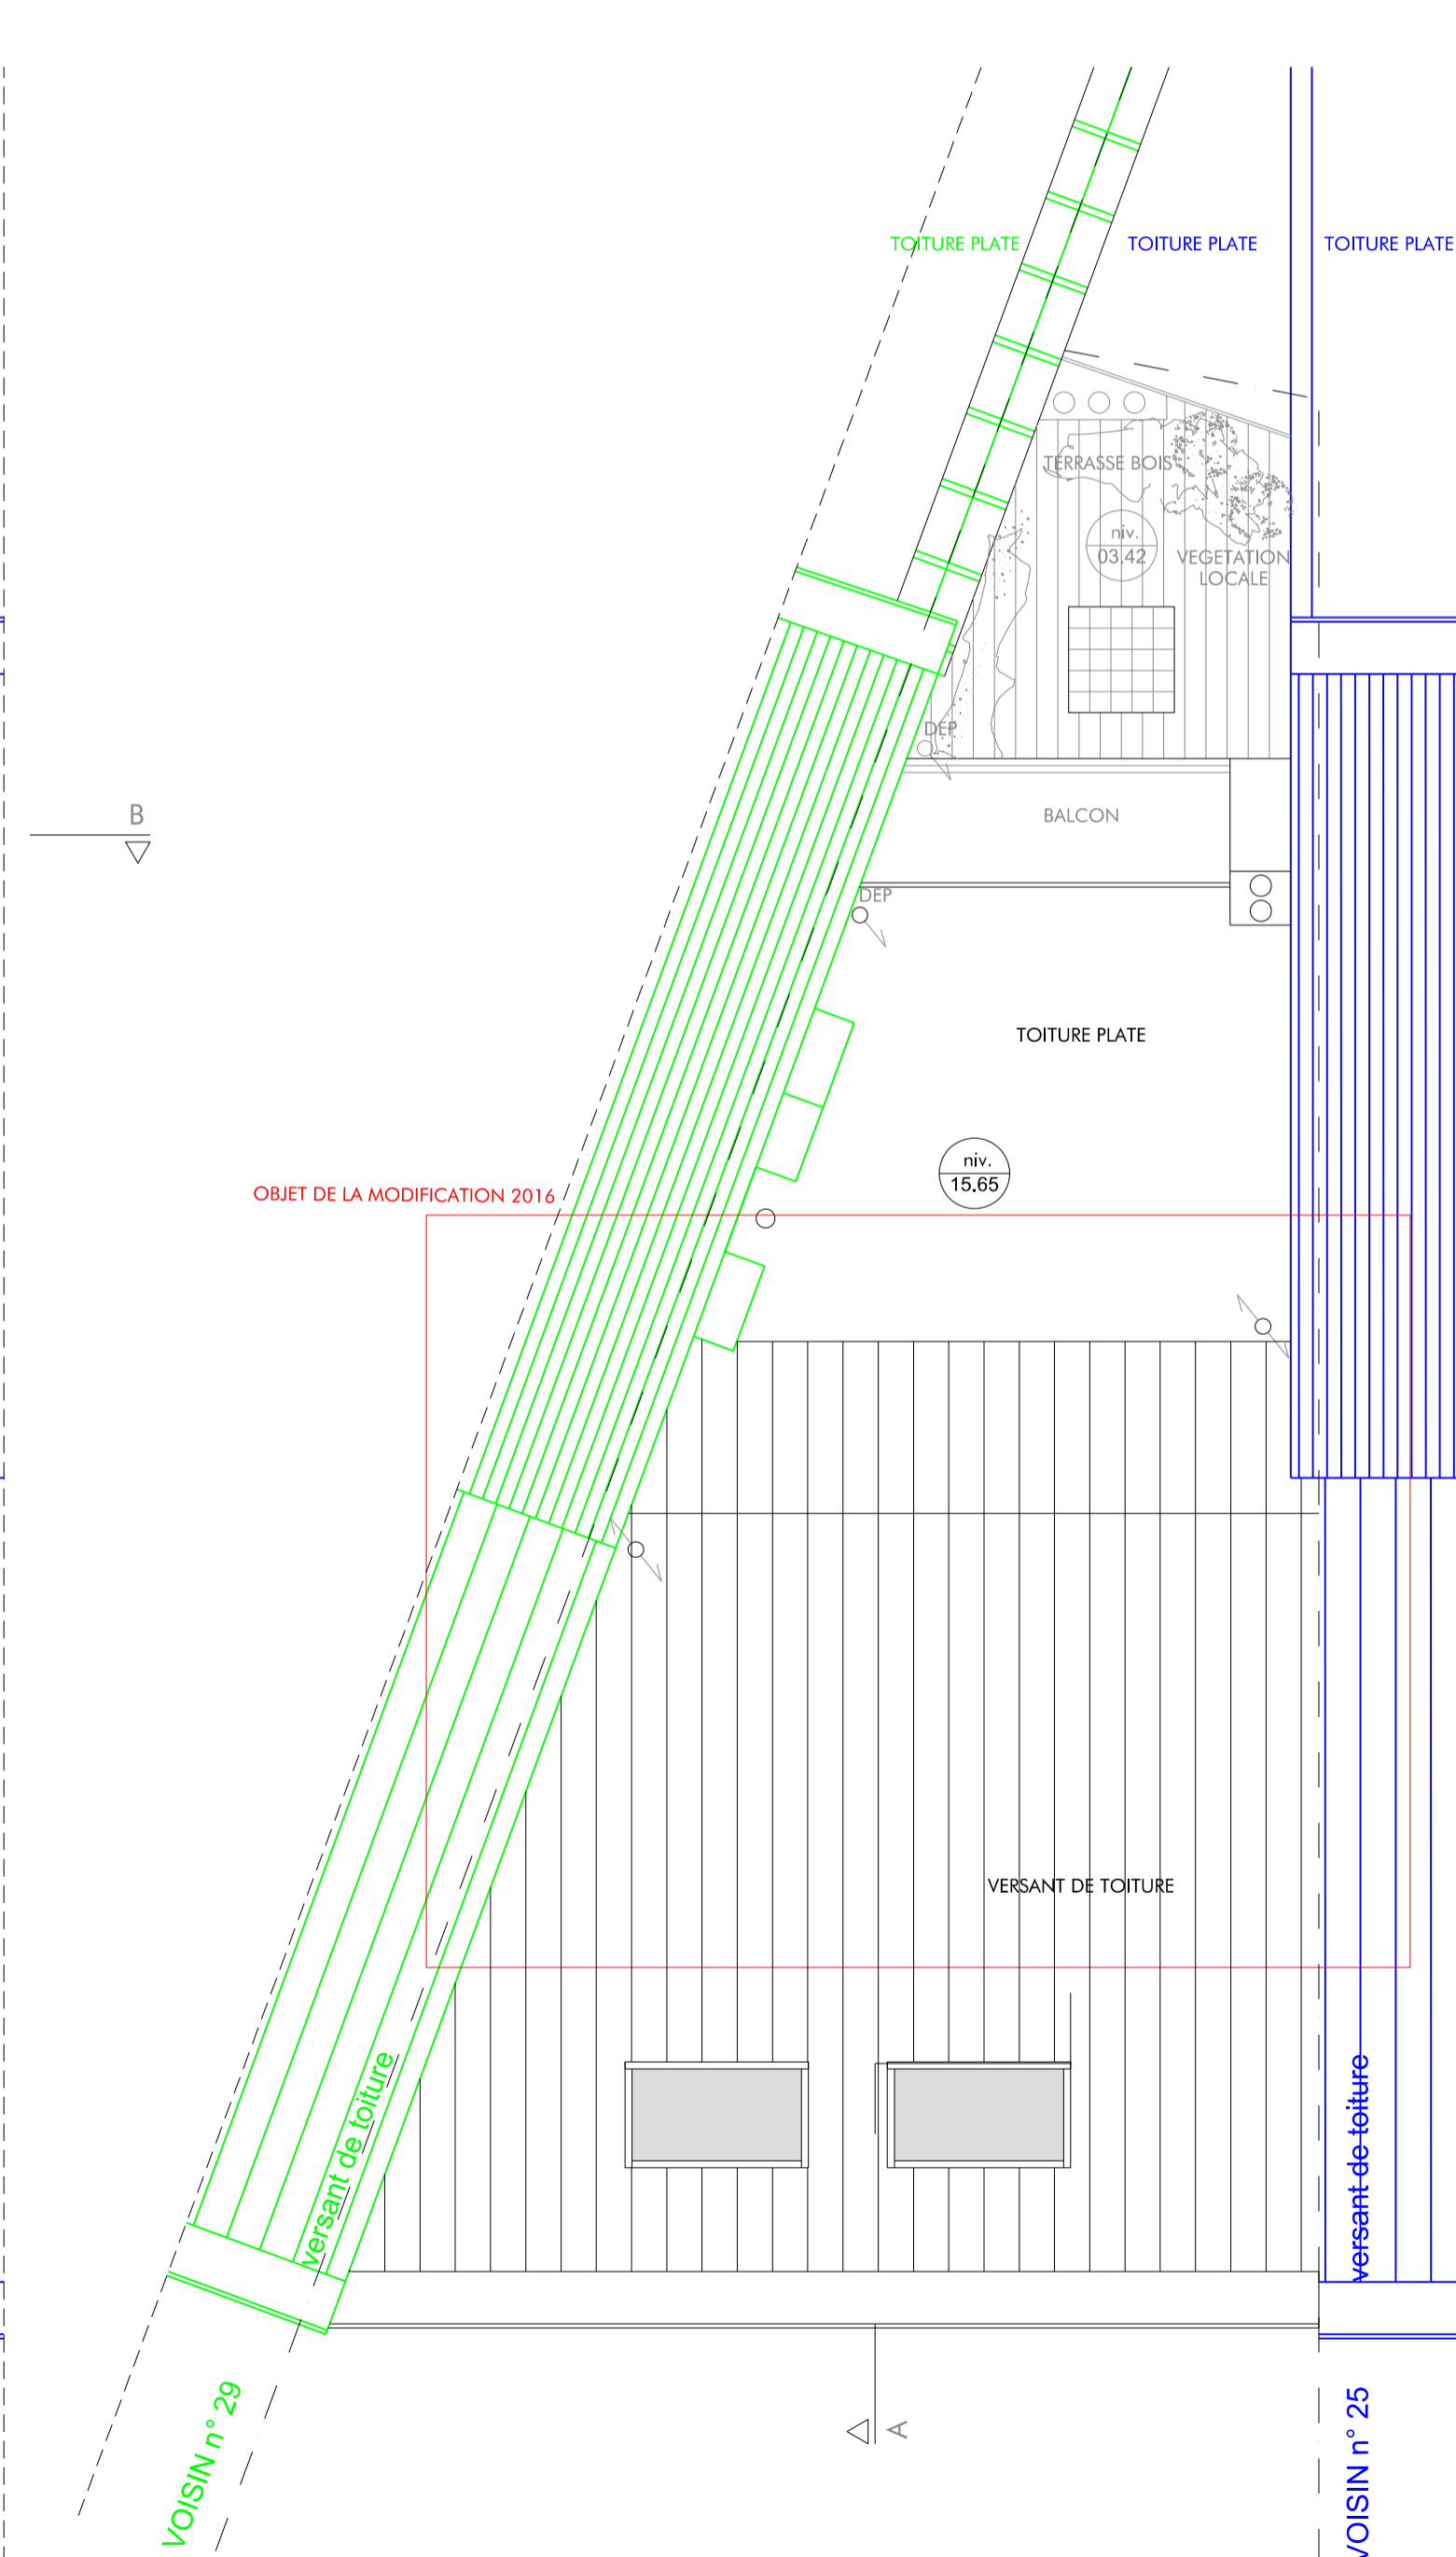 TOITURE PLATE
TOITURE PLATE
TOITURE PLATE
TERRASSE BOIS
niv.
03.42
VEGETATION
LOCALE
DEP
B
BALCON
DEP
TOITURE PLATE
niv.
15.65
OBJET DE LA MODIFICATION 2016
VERSANT DE TOITURE
versant de toiture
versant de toiture
A
VOISIN n° 29
VOISIN n° 25